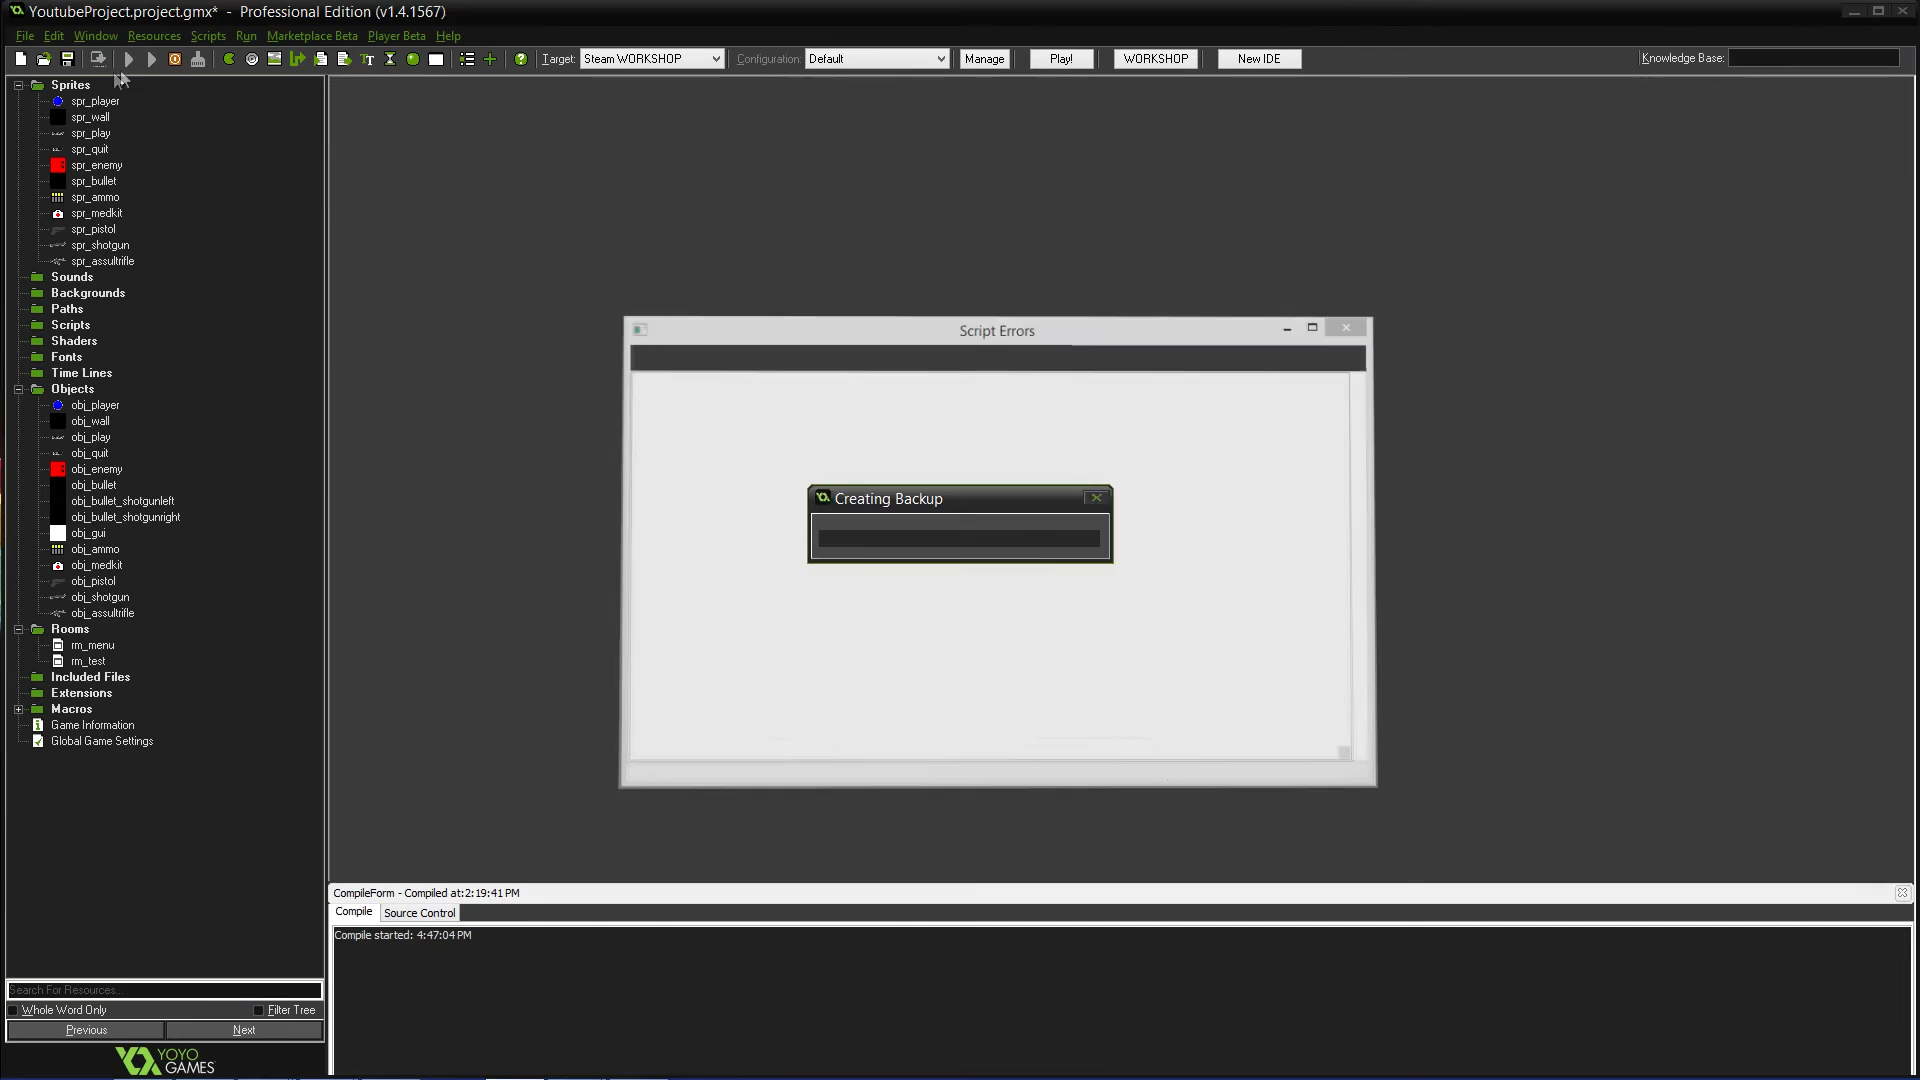 YoutubeProject.project.gmx* - Professional Edition (v1.4.1567)
File Edit Window Resources Scripts Run Marketplace Beta Player Beta Help
Target: Steam WORKSHOP Configuration: Default Manage Play! WORKSHOP New IDE Knowledge Base:
Sprites
spr_player
spr_wall
spr_play
spr_quit
spr_enemy
spr_bullet
spr_ammo
spr_medkit
spr_pistol
spr_shotgun
spr_assultrifle
Sounds
Backgrounds
Paths
Scripts
Shaders
Fonts
Time Lines
Objects
obj_player
obj_wall
obj_play
obj_quit
obj_enemy
obj_bullet
obj_bullet_shotgunleft
obj_bullet_shotgunright
obj_gui
obj_ammo
obj_medkit
obj_pistol
obj_shotgun
obj_assultrifle
Rooms
rm_menu
rm_test
Included Files
Extensions
Macros
Game Information
Global Game Settings
Search For Resources...
Whole Word Only Filter Tree
Previous Next
YOYO
GAMES
Script Errors
Creating Backup
CompileForm - Compiled at:2:19:41 PM
Compile Source Control
Compile started: 4:47:04 PM